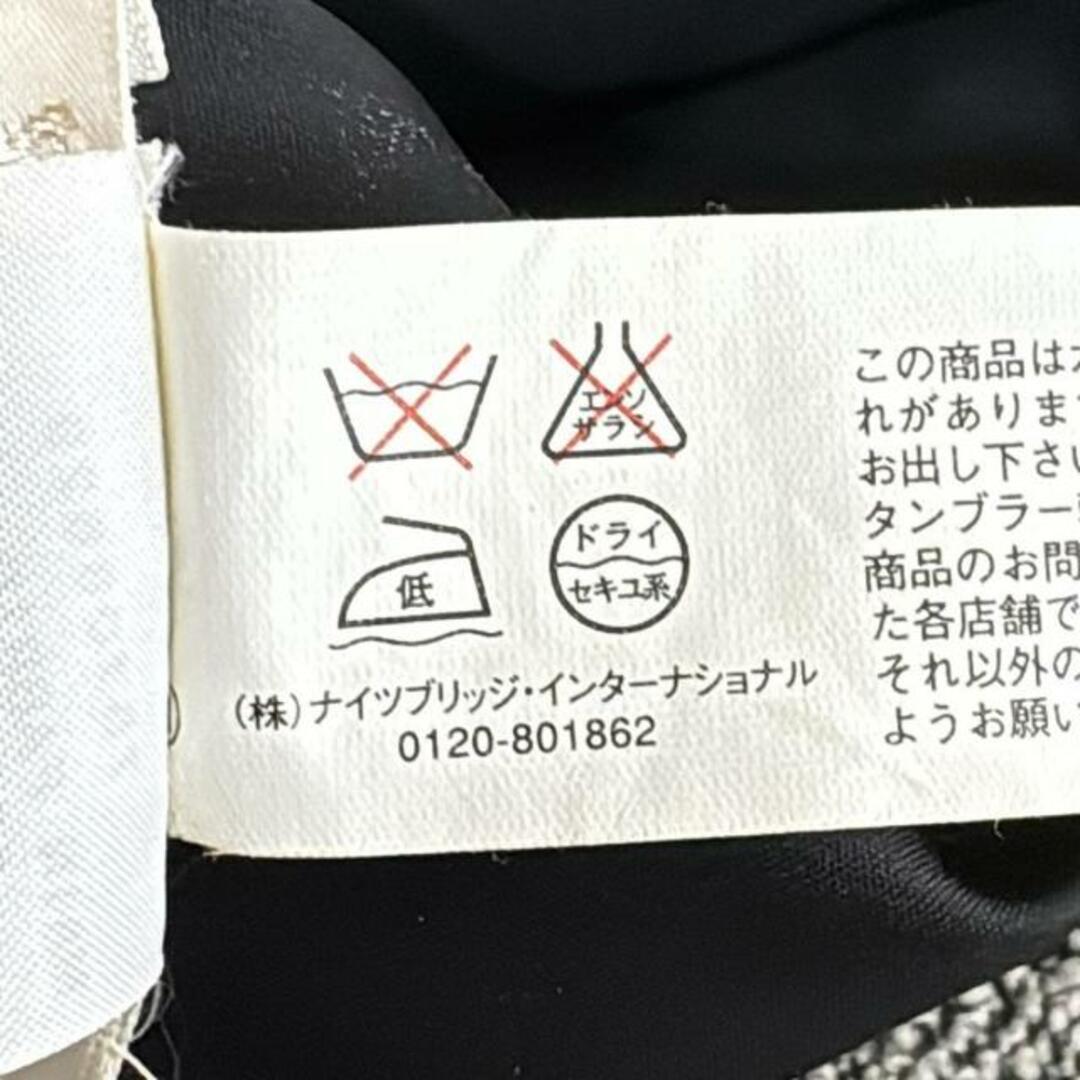 エンソ
サラシ
低
ドライ
セキユ系
(株)ナイツブリッジ・インターナショナル
0120-801862
この商品は
れがありま
お出し下さい
タンブラー
商品のお問
た各店舗で
それ以外の
ようお願い